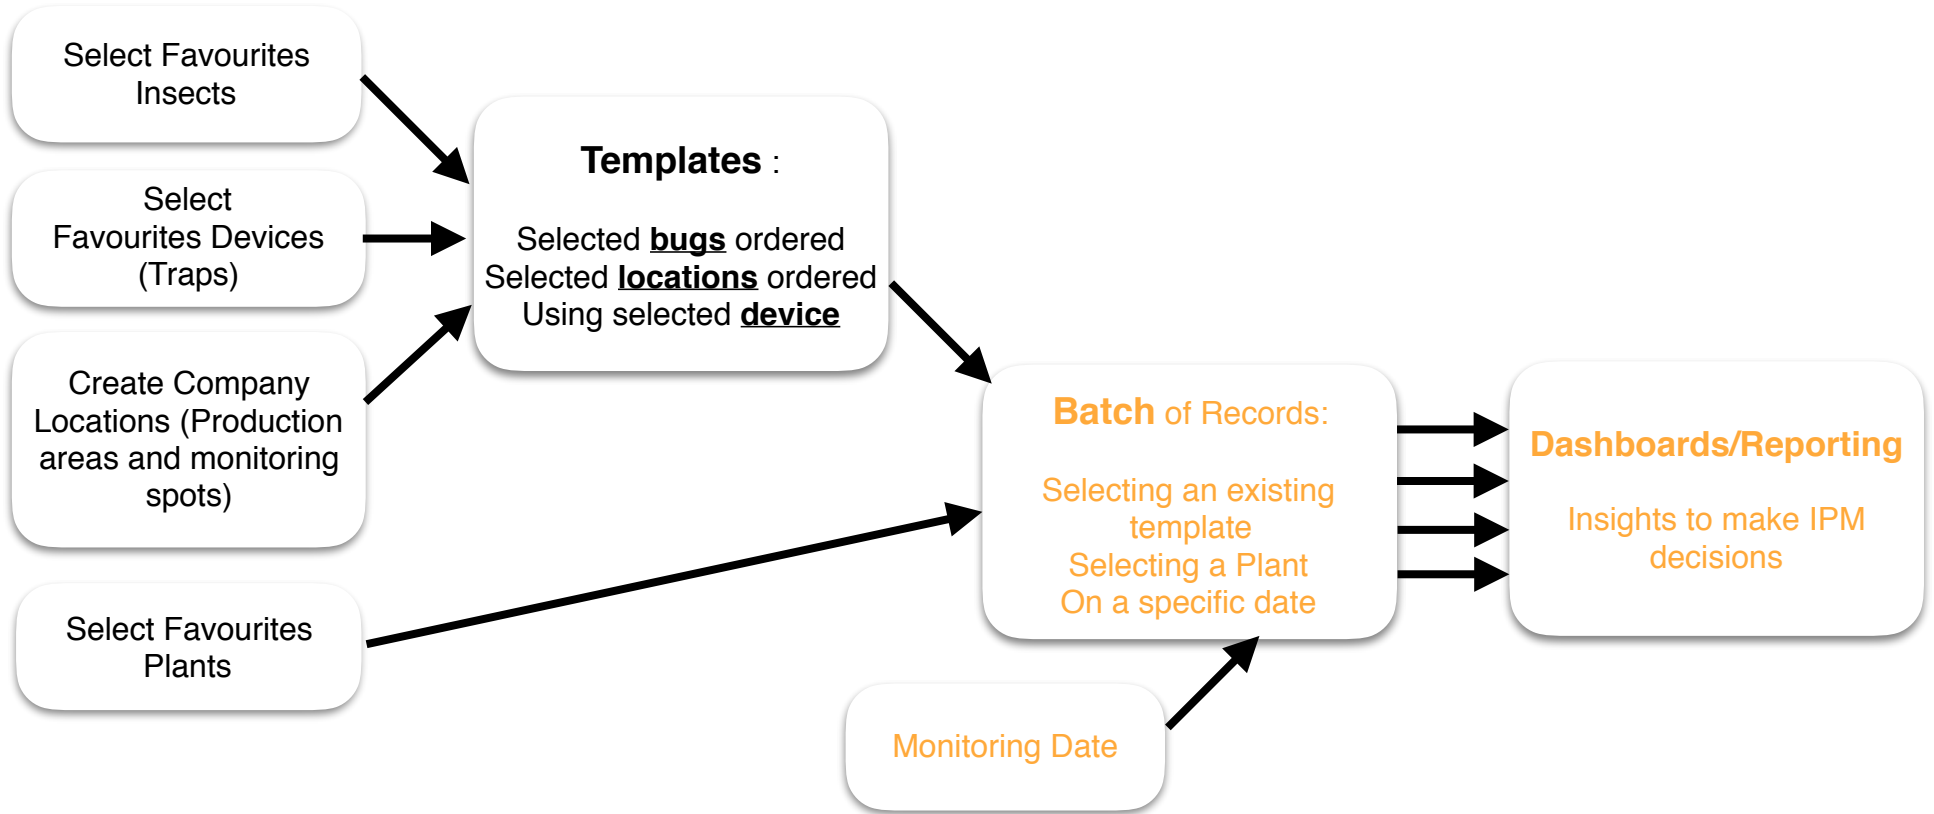 Select Favourites
Insects
Select
Favourites Devices
(Traps)
Create Company
Locations (Production
areas and monitoring
spots)
Select Favourites
Plants
Templates :
Selected bugs ordered
Selected locations ordered
Using selected device
Batch of Records:
Selecting an existing
template
Selecting a Plant
On a specific date
Monitoring Date
Dashboards/Reporting
Insights to make IPM
decisions